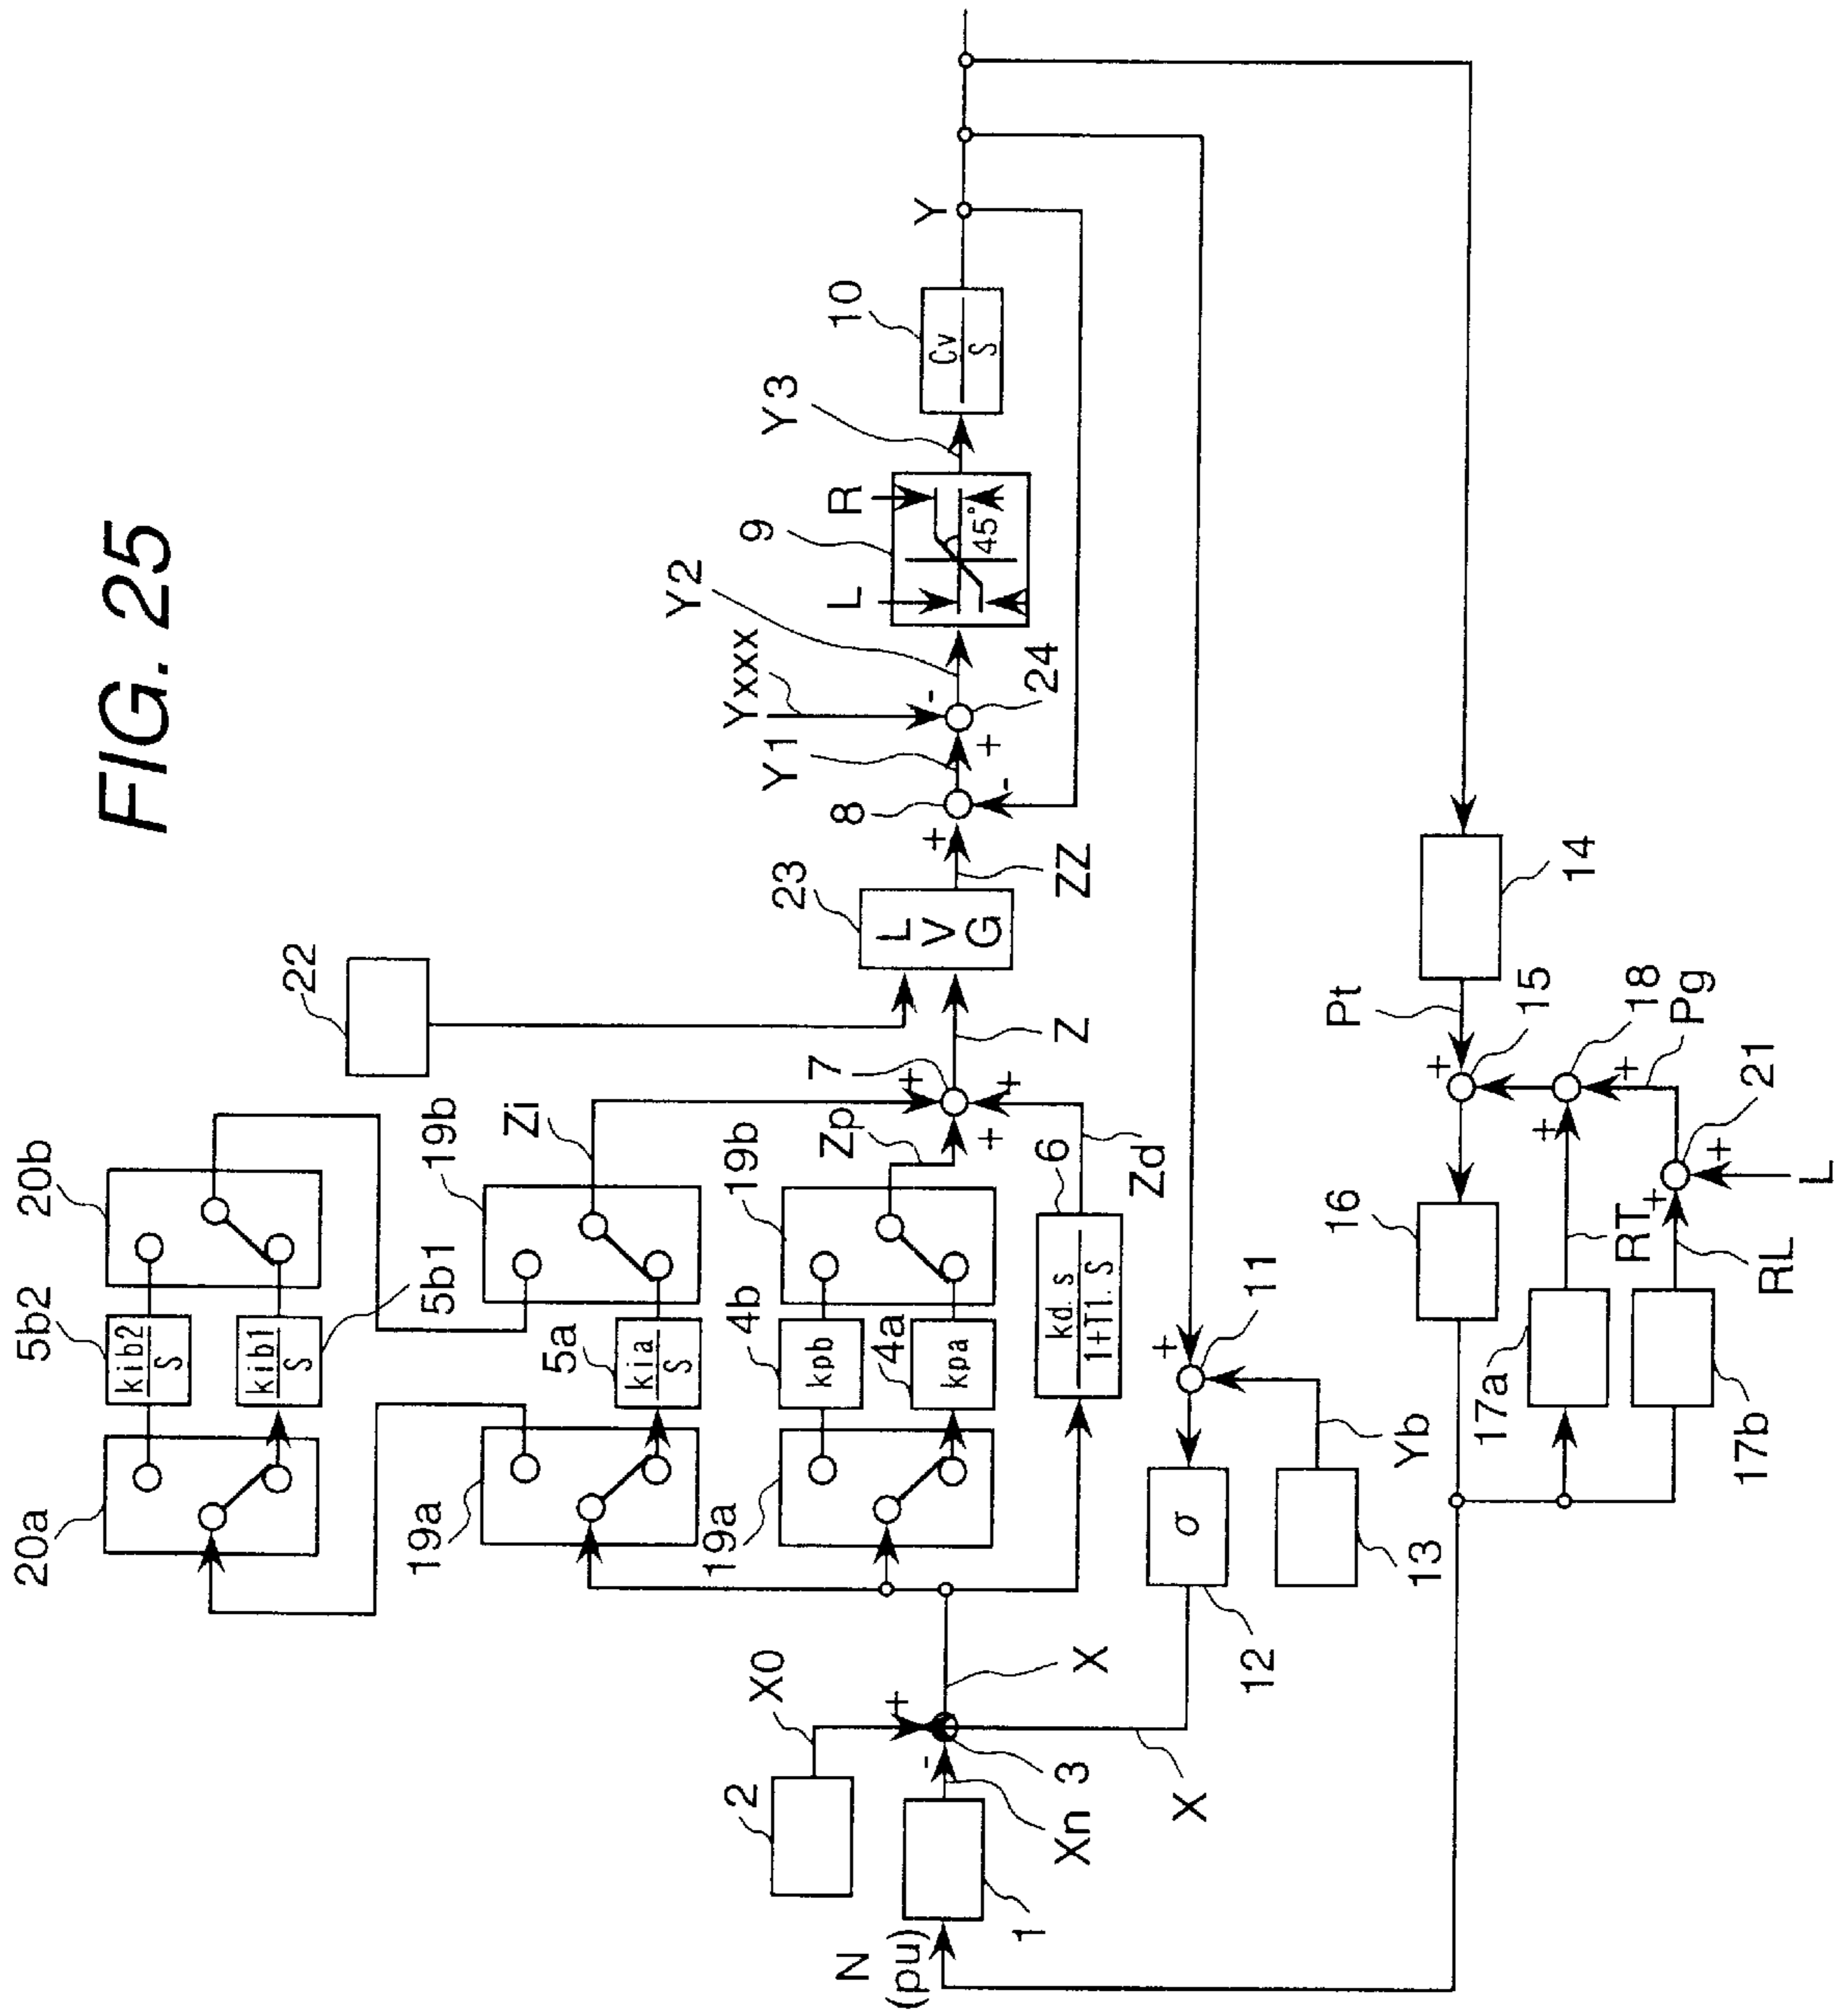 FIG. 25
20a
kib2
S
5b2
kib1
S
5b1
20b
19a
kia
S
5a
19b
Zi
19a
kpb
4b
kpa
4a
19b
Zp
kd. s
1+T1. S
6
Zd
7
Z
22
L
V
G
23
ZZ
8
+
-
Y1
+
-
Yxxx
24
Y2
9
L
R
45°
Y3
Cv
S
10
Y
2
X0
N
(pu)
1
Xn
-
+
3
X
X
+
+
+
σ
12
11
+
13
Yb
14
Pt
+
15
16
18
+
+
Pg
17a
RT
17b
RL
+
+
21
L